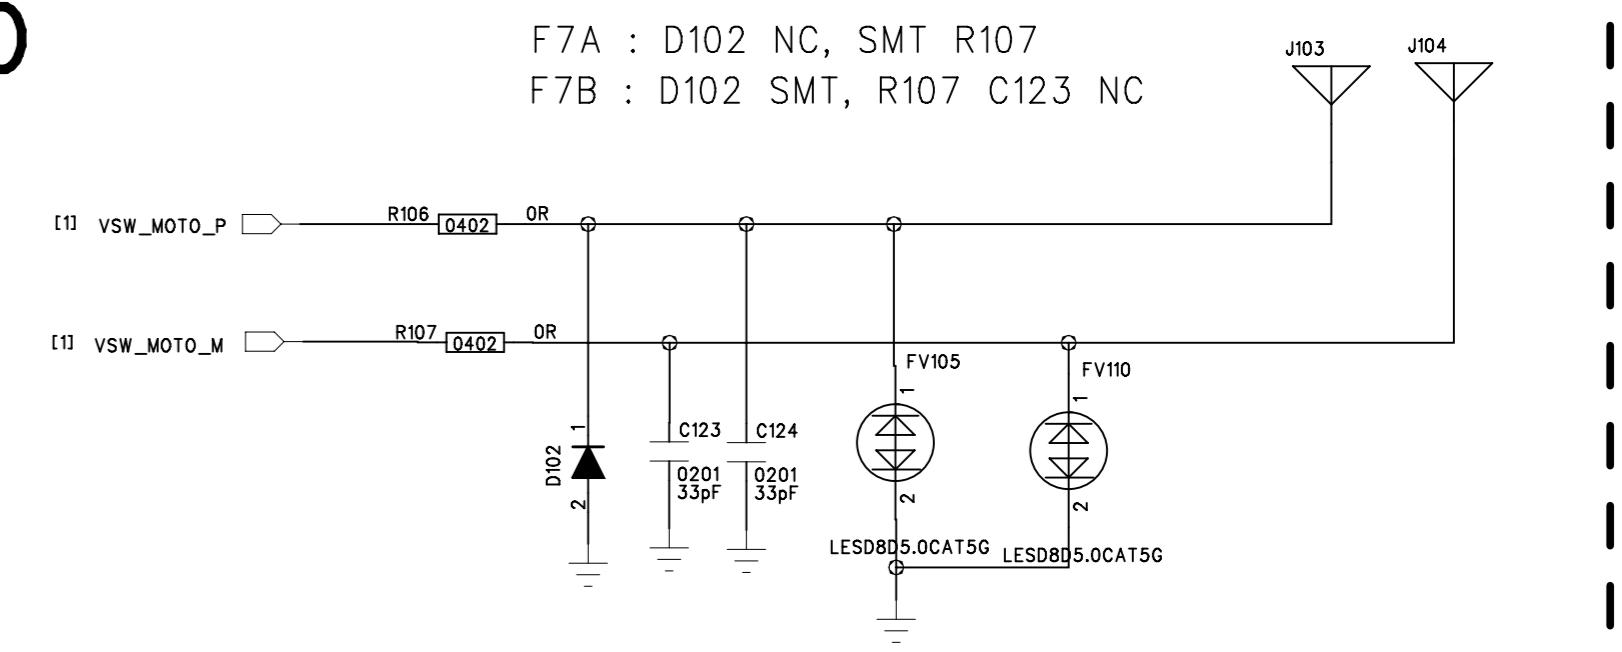 F7A : D102 NC, SMT R107
F7B : D102 SMT, R107 C123 NC
J103
J104
[1] VSW_MOTO_P
R106
0402
0R
[1] VSW_MOTO_M
R107
0402
0R
FV105
FV110
1
1
1
D102
2
C123
0201
33pF
C124
0201
33pF
2
2
LESD8D5.0CAT5G
LESD8D5.0CAT5G